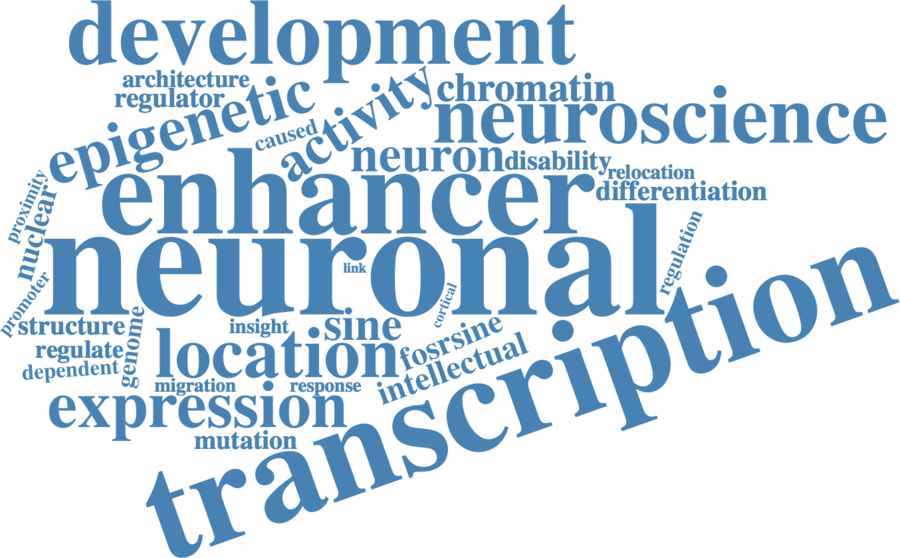 development
architecture
regulator
epigenetic
caused
activity
chromatin
neuroscience
neuron
disability
relocation
differentiation
enhancer
proximity
nuclear
neuronal
link
cortical
regulation
promoter
structure
regulate
dependent
genome
insight
sine
location
fosrsine
intellectual
migration
response
expression
mutation
transcription